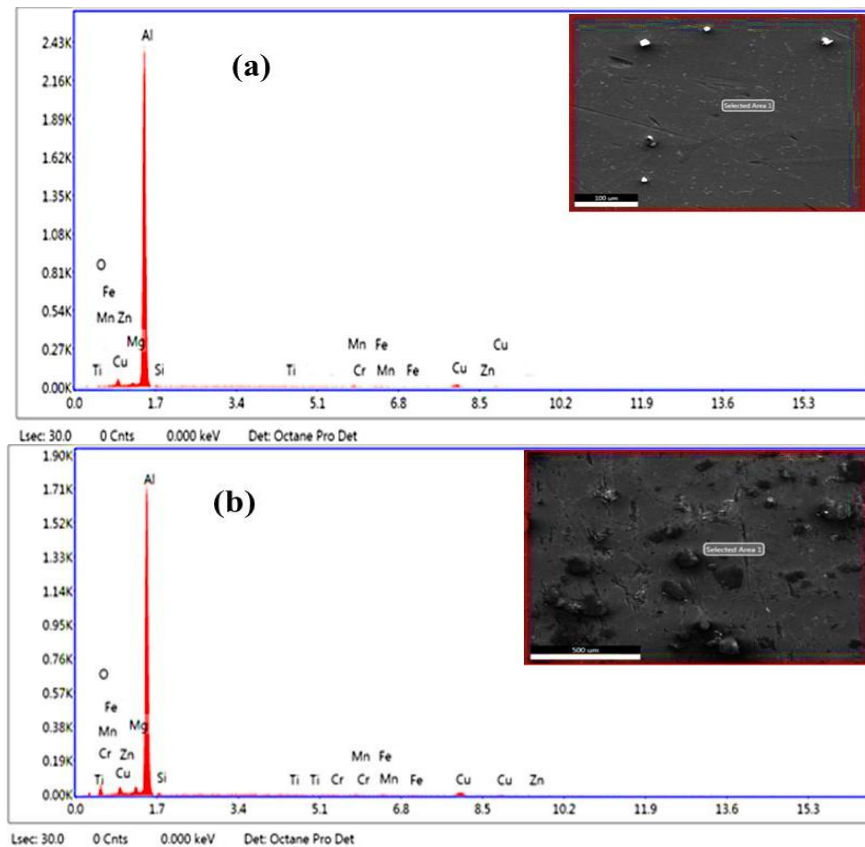 (a)
2.43K
2.16K
1.89K
1.62K
1.35K
1.08K
0.81K
0.54K
0.27K
0.00K
Al
O
Fe
Mn Zn
Mg
Ti Cu Si Ti
Mn Fe Cu
Cr Mn Fe Cu Zn
0.0 1.7 3.4 5.1 6.8 8.5 10.2 11.9 13.6 15.3
Selected Area 1
100 um
Lsec: 30.0 0 Cnts 0.000 keV Det: Octane Pro Det
(b)
1.90K
1.71K
1.52K
1.33K
1.14K
0.95K
0.76K
0.57K
0.38K
0.19K
0.00K
Al
O
Fe
Mn Mg
Cr Zn
Ti Cu Si
Mn Fe
Ti Ti Cr Cr Mn Fe Cu Cu Zn
0.0 1.7 3.4 5.1 6.8 8.5 10.2 11.9 13.6 15.3
Selected Area 1
500 um
Lsec: 30.0 0 Cnts 0.000 keV Det: Octane Pro Det